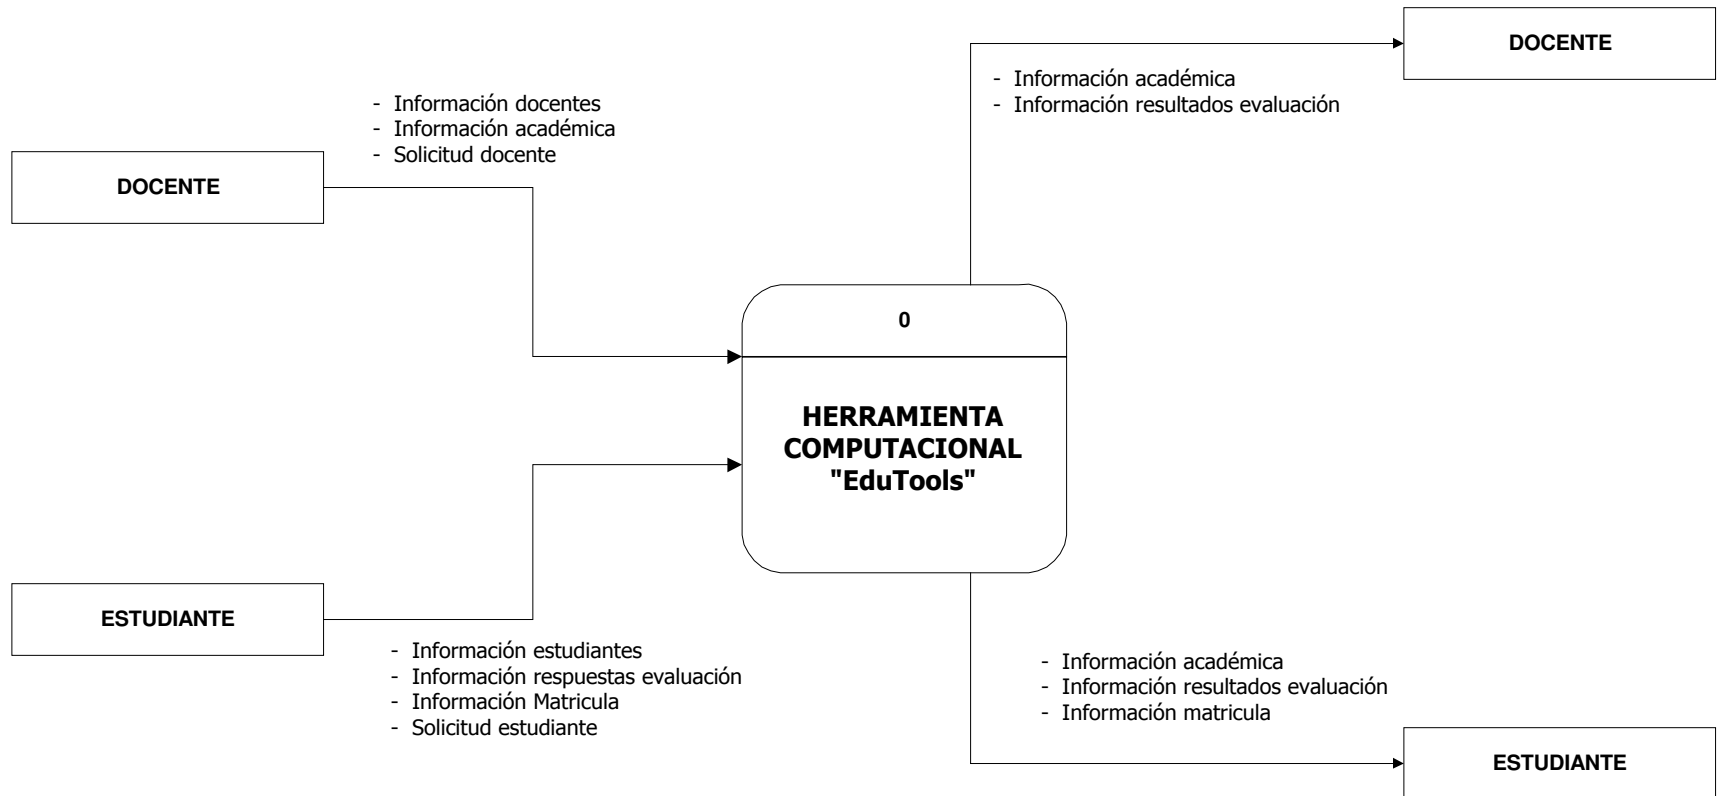 DOCENTE
- Información académica
- Información resultados evaluación
- Información docentes
- Información académica
- Solicitud docente
DOCENTE
0
HERRAMIENTA
COMPUTACIONAL
"EduTools"
ESTUDIANTE
- Información estudiantes
- Información respuestas evaluación
- Información Matricula
- Solicitud estudiante
- Información académica
- Información resultados evaluación
- Información matricula
ESTUDIANTE